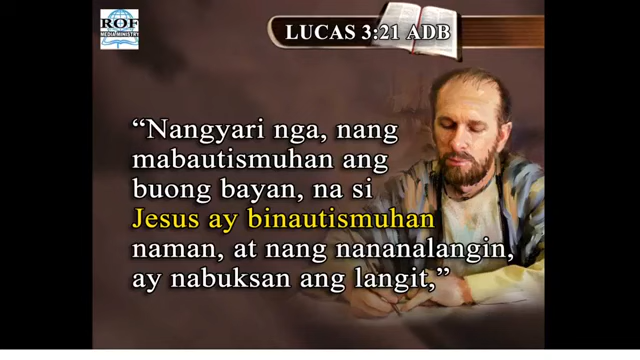 ROF
MEDIA MINISTRY
LUCAS 3:21 ADB
“Nangyari nga, nang
mabautismuhan ang
buong bayan, na si
Jesus ay binautismuhan
naman, at nang nananalangin,
ay nabuksan ang langit,”